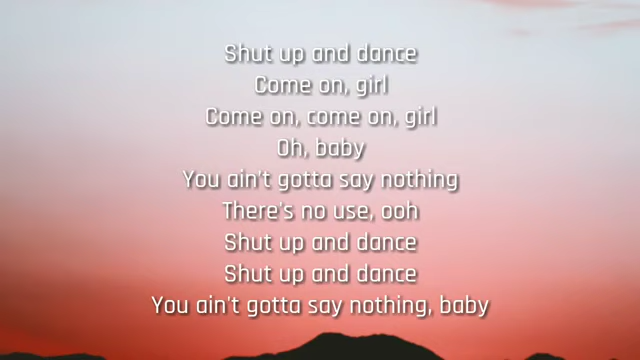 Shut up and dance
Come on, girl
Come on, come on, girl
Oh, baby
You ain't gotta say nothing
There's no use, ooh
Shut up and dance
Shut up and dance
You ain't gotta say nothing, baby